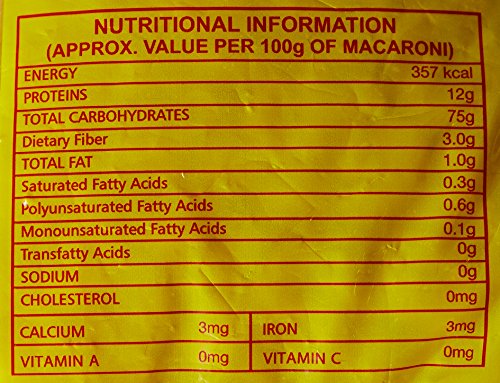 NUTRITIONAL INFORMATION
(APPROX. VALUE PER 100g OF MACARONI)
ENERGY 357 kcal
PROTEINS 12g
TOTAL CARBOHYDRATES 75g
Dietary Fiber 3.0g
TOTAL FAT 1.0g
Saturated Fatty Acids 0.3g
Polyunsaturated Fatty Acids 0.6g
Monounsaturated Fatty Acids 0.1g
Transfatty Acids 0g
SODIUM 0g
CHOLESTEROL 0mg
CALCIUM 3mg IRON 3mg
VITAMIN A 0mg VITAMIN C 0mg